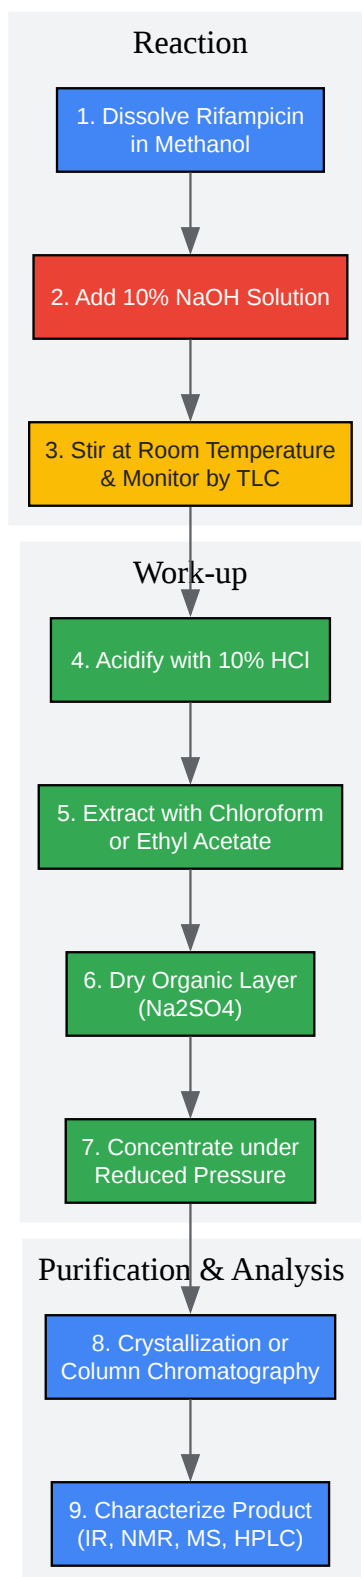 Reaction
1. Dissolve Rifampicin
in Methanol
2. Add 10% NaOH Solution
3. Stir at Room Temperature
& Monitor by TLC
Work-up
4. Acidify with 10% HCl
5. Extract with Chloroform
or Ethyl Acetate
6. Dry Organic Layer
(Na2SO4)
7. Concentrate under
Reduced Pressure
Purification & Analysis
8. Crystallization or
Column Chromatography
9. Characterize Product
(IR, NMR, MS, HPLC)